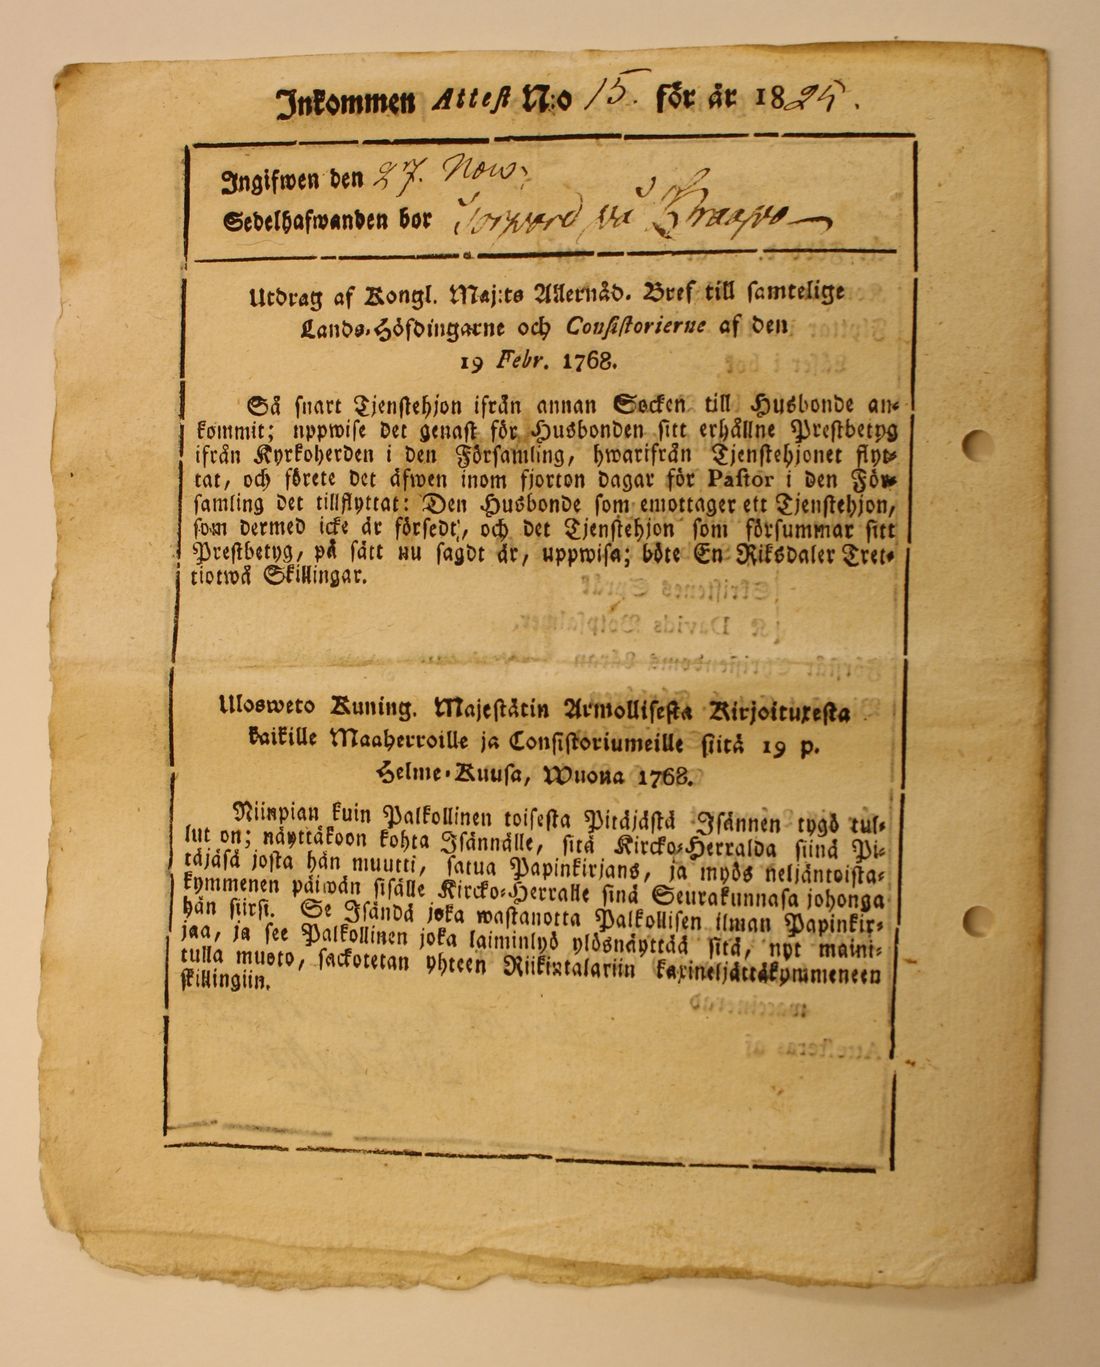 Inkommen Attest N:o 15. för år 1825.
Ingifwen den 27. Nov:
Sedelhafwanden bor
Utdrag af Kongl. Maj:ts Allernåd. Bref till samtelige
Lands-Höfdingarne och Consistorierne af den
19 Febr. 1768.
Så snart Tjenstehjon ifrån annan Socken till Husbonde an-
kommit; uppwise det genast för Husbonden sitt erhållne Prestbetyg
ifrån Kyrkoherden i den Församling, hwarifrån Tjenstehjonet flyt-
tat, och förete det äfwen inom fjorton dagar för Pastor i den För-
samling det tillflyttat: Den Husbonde som emottager ett Tjenstehjon,
som dermed icke är försedt, och det Tjenstehjon som försummar sitt
Prestbetyg, på sätt nu sagdt är, uppwisa; böte En Riksdaler Tret-
tiotwå Skillingar.
Ulosweto Kuning. Majestätin Armollisesta Kirjoituxesta
kaikille Maaherroille ja Consistoriumeille siitä 19 p.
Helme-Kuusa, Wuona 1768.
Niinpian kuin Palkollinen toisesta Pitäjästä Isännen tygö tul-
lut on; näyttäkoon kohta Isännälle, sitä Kircko-Herralda siinä Pi-
täjäsä josta hän muutti, satua Papinkirjans, ja myös neljäntoista-
kymmenen päiwän sisälle Kircko-Herralle sinä Seurakunnasa johonga
hän siirsi. Se Isändä joka wastanotta Palkollisen ilman Papinkir-
jaa, ja see Palkollinen joka laiminlyö ylösnäyttää sitä, nyt maini-
tulla muoto, sackotetan yhteen Riikintalariin kaxineljättäkymmeneen
skillingiin.